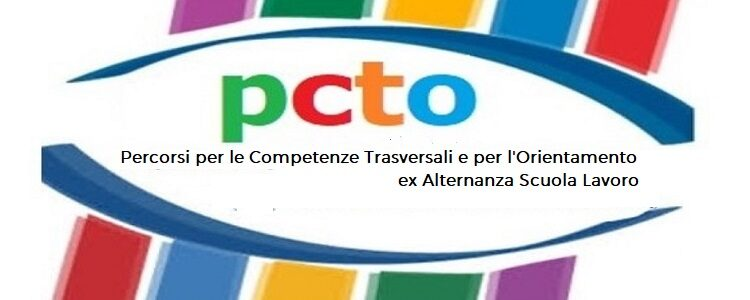 pcto
Percorsi per le Competenze Trasversali e per l'Orientamento
ex Alternanza Scuola Lavoro